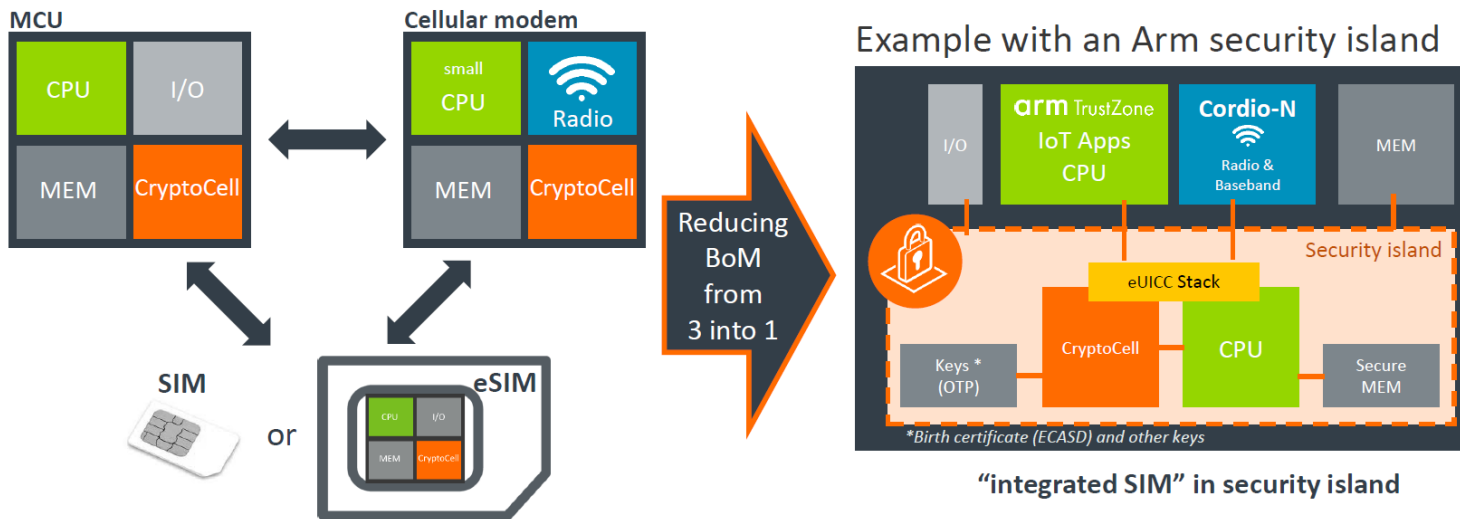 MCU
CPU
I/O
MEM
CryptoCell
Cellular modem
small
CPU
Radio
MEM
CryptoCell
SIM
or
eSIM
CPU
I/O
MEM
CryptoCell
Reducing
BoM
from
3 into 1
Example with an Arm security island
I/O
arm TrustZone
IoT Apps
CPU
Cordio-N
Radio &
Baseband
MEM
Security island
eUICC Stack
CryptoCell
CPU
Keys *
(OTP)
Secure
MEM
*Birth certificate (ECASD) and other keys
“integrated SIM” in security island